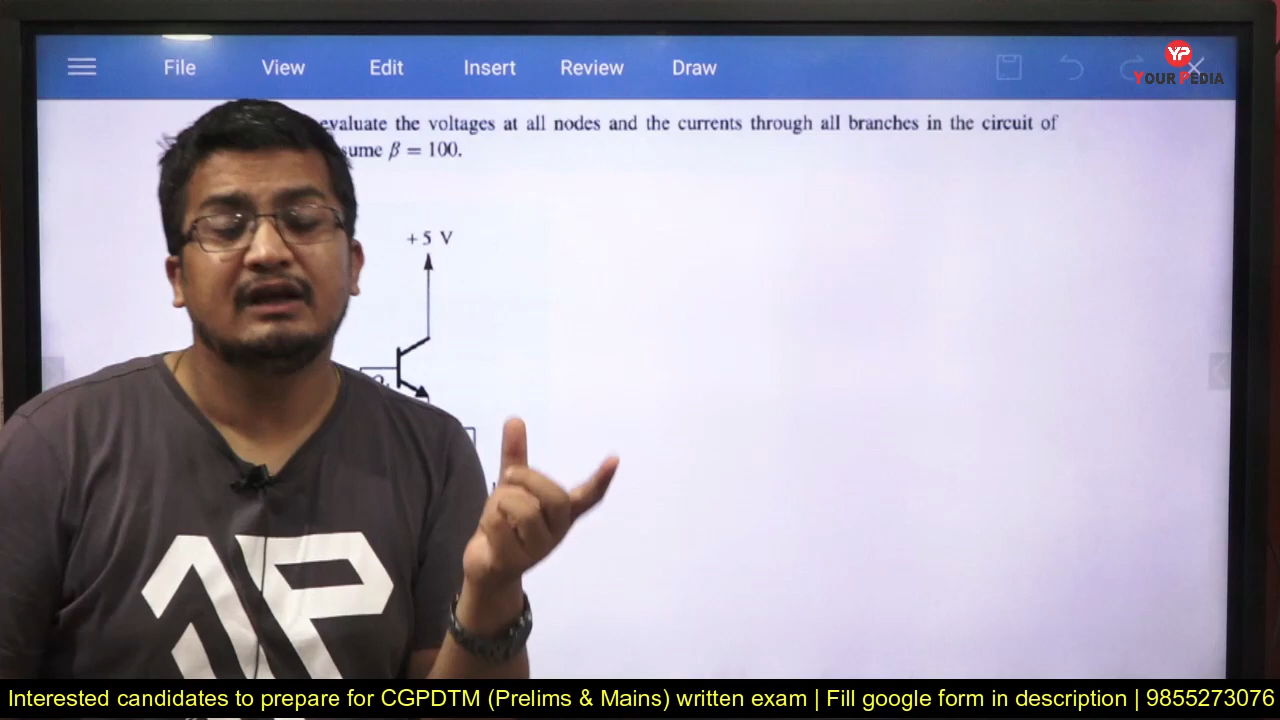 File View Edit Insert Review Draw
YP
YOUR PEDIA
evaluate the voltages at all nodes and the currents through all branches in the circuit of
sume β = 100.
+5 V
Interested candidates to prepare for CGPDTM (Prelims & Mains) written exam | Fill google form in description | 9855273076